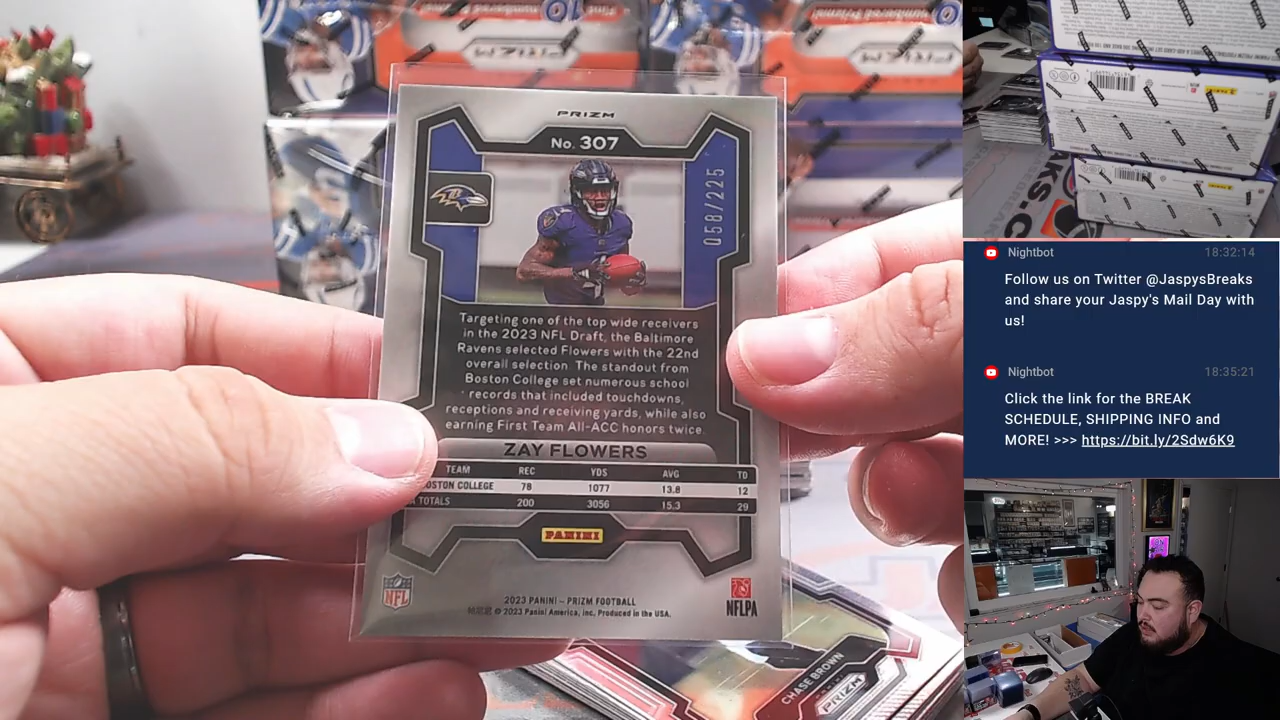 PRIZM
No. 307
058/225
Targeting one of the top wide receivers
in the 2023 NFL Draft, the Baltimore
Ravens selected Flowers with the 22nd
overall selection. The standout from
Boston College set numerous school
records that included touchdowns,
receptions and receiving yards, while also
earning First Team All-ACC honors twice.
ZAY FLOWERS
TEAM REC YDS AVG TD
OSTON COLLEGE 78 1077 13.8 12
TOTALS 200 3056 15.3 29
PANINI
NFL
2023 PANINI – PRIZM FOOTBALL
© 2023 Panini America, Inc. Produced in the USA.
NFLPA
CHASE BROWN
PRIZM
PRIZM
PRIZM
Nightbot 18:32:14
Follow us on Twitter @JaspysBreaks
and share your Jaspy's Mail Day with
us!
Nightbot 18:35:21
Click the link for the BREAK
SCHEDULE, SHIPPING INFO and
MORE! >>> https://bit.ly/2Sdw6K9